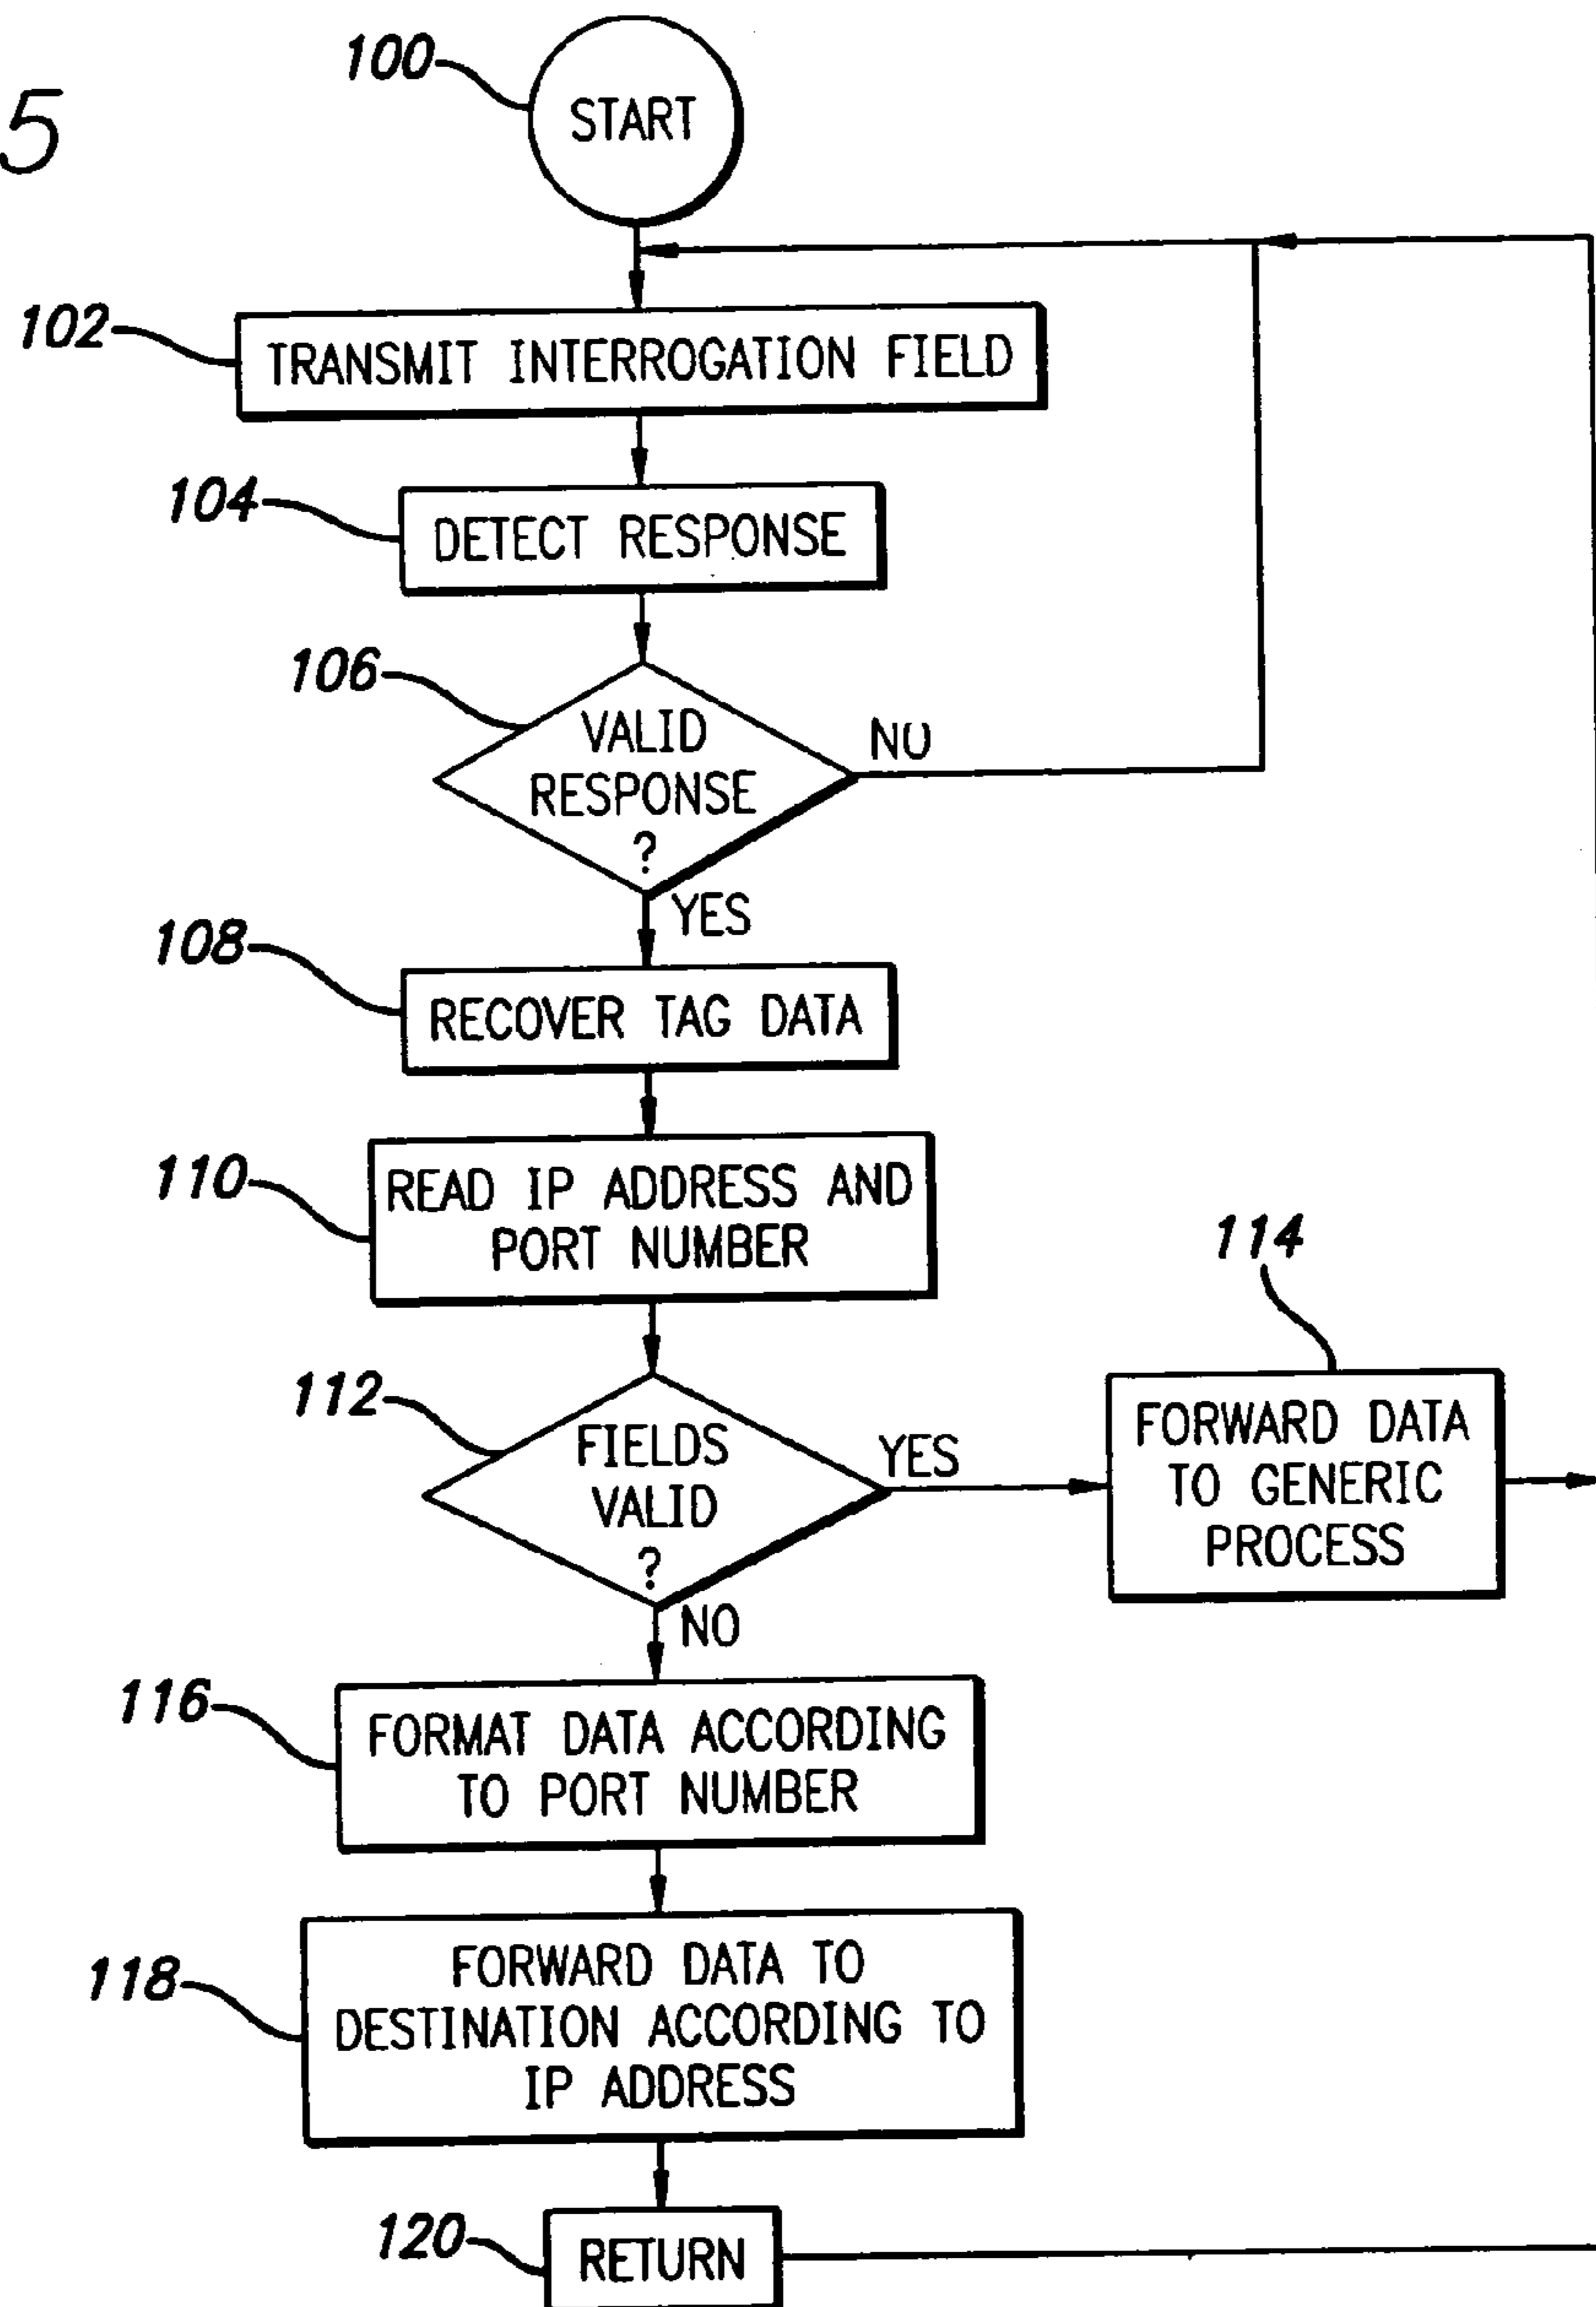 5
100
START
102
TRANSMIT INTERROGATION FIELD
104
DETECT RESPONSE
106
VALID
RESPONSE
?
NO
YES
108
RECOVER TAG DATA
110
READ IP ADDRESS AND
PORT NUMBER
112
FIELDS
VALID
?
YES
NO
114
FORWARD DATA
TO GENERIC
PROCESS
116
FORMAT DATA ACCORDING
TO PORT NUMBER
118
FORWARD DATA TO
DESTINATION ACCORDING TO
IP ADDRESS
120
RETURN